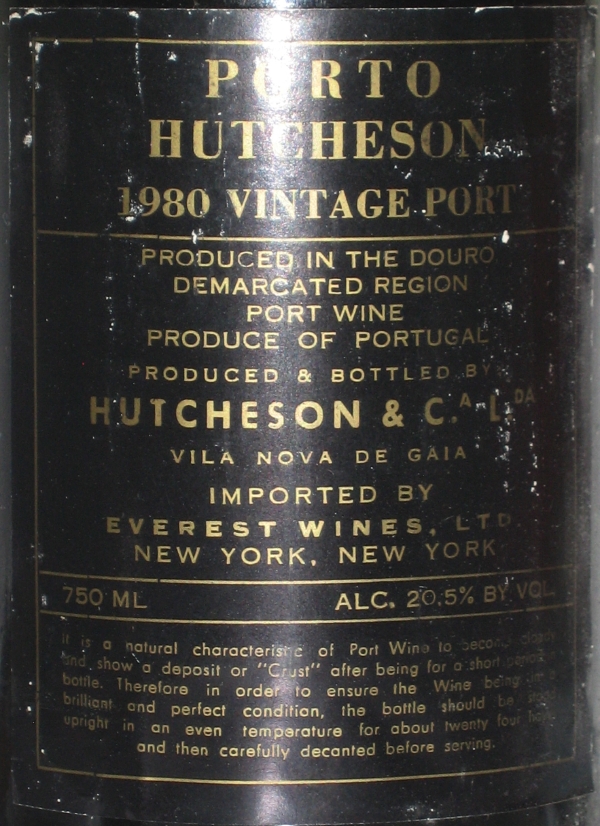 PORTO
HUTCHESON
1980 VINTAGE PORT
PRODUCED IN THE DOURO
DEMARCATED REGION
PORT WINE
PRODUCE OF PORTUGAL
PRODUCED & BOTTLED BY
HUTCHESON & C.A L.DA
VILA NOVA DE GAIA
IMPORTED BY
EVEREST WINES, LTD.
NEW YORK, NEW YORK
750 ML ALC. 20.5% BY VOL.
It is a natural characteristic of Port Wine to become cloudy
and show a deposit or "Crust" after being for a short period
bottle. Therefore in order to ensure the Wine being
brilliant and perfect condition, the bottle should be
upright in an even temperature for about twenty four
and then carefully decanted before serving.